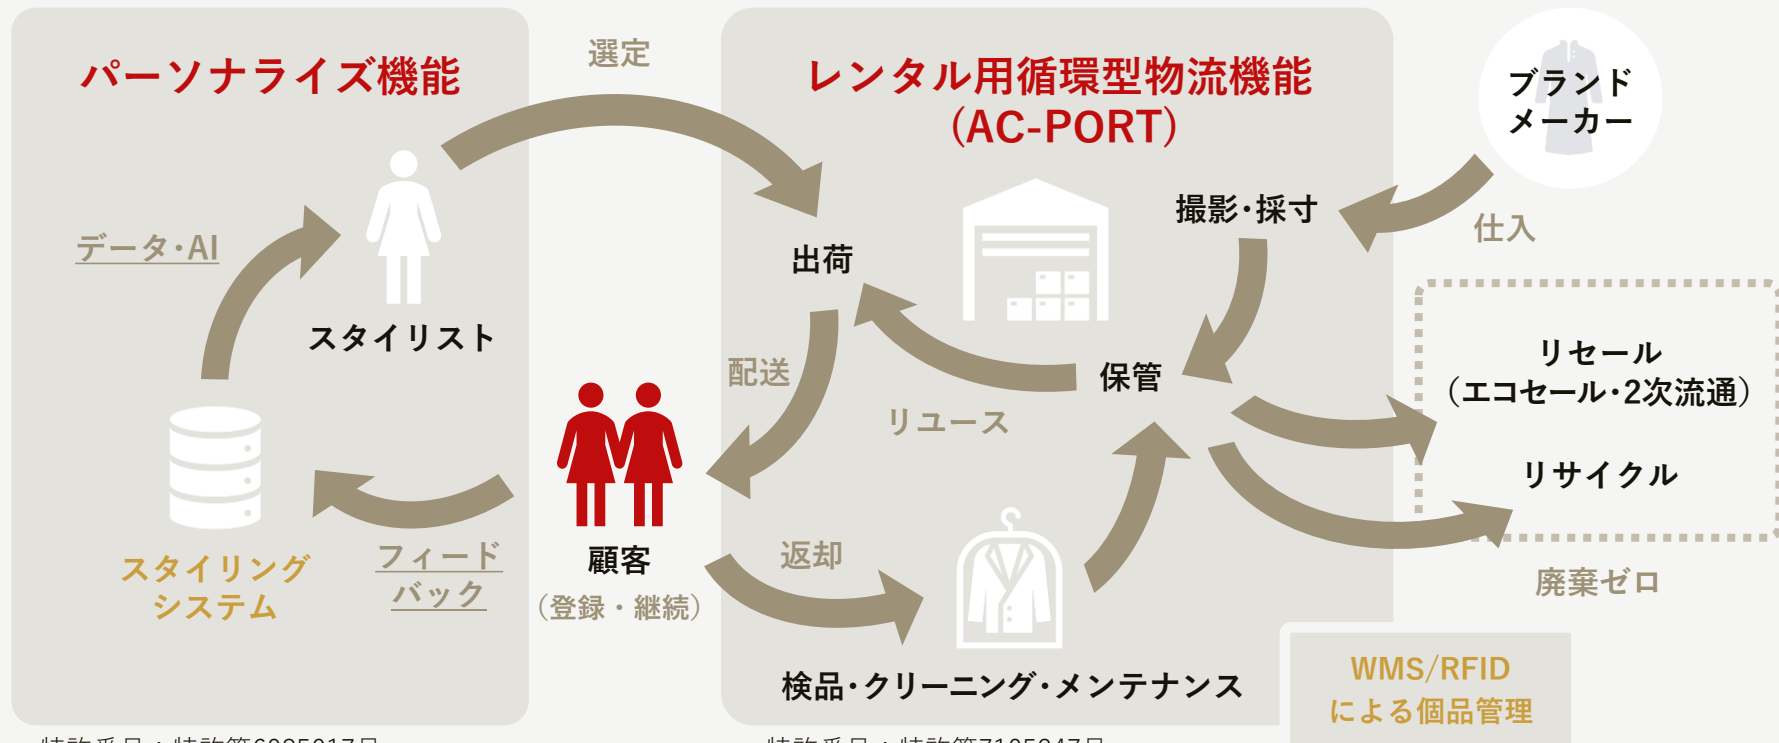 パーソナライズ機能
選定
レンタル用循環型物流機能
(AC-PORT)
ブランド
メーカー
撮影・採寸
仕入
データ・AI
出荷
スタイリスト
配送
保管
リユース
リセール
(エコセール・2次流通)
リサイクル
フィード
バック
スタイリング
システム
顧客
(登録・継続)
返却
廃棄ゼロ
検品・クリーニング・メンテナンス
WMS/RFID
による個品管理